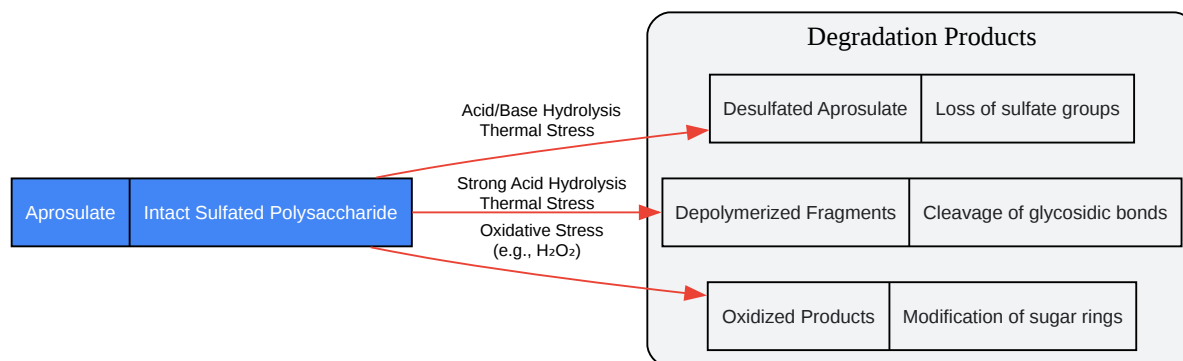 Degradation Products
Acid/Base Hydrolysis
Thermal Stress
Desulfated Aprosulate
Loss of sulfate groups
Aprosulate
Intact Sulfated Polysaccharide
Strong Acid Hydrolysis
Thermal Stress
Depolymerized Fragments
Cleavage of glycosidic bonds
Oxidative Stress
(e.g., H₂O₂)
Oxidized Products
Modification of sugar rings